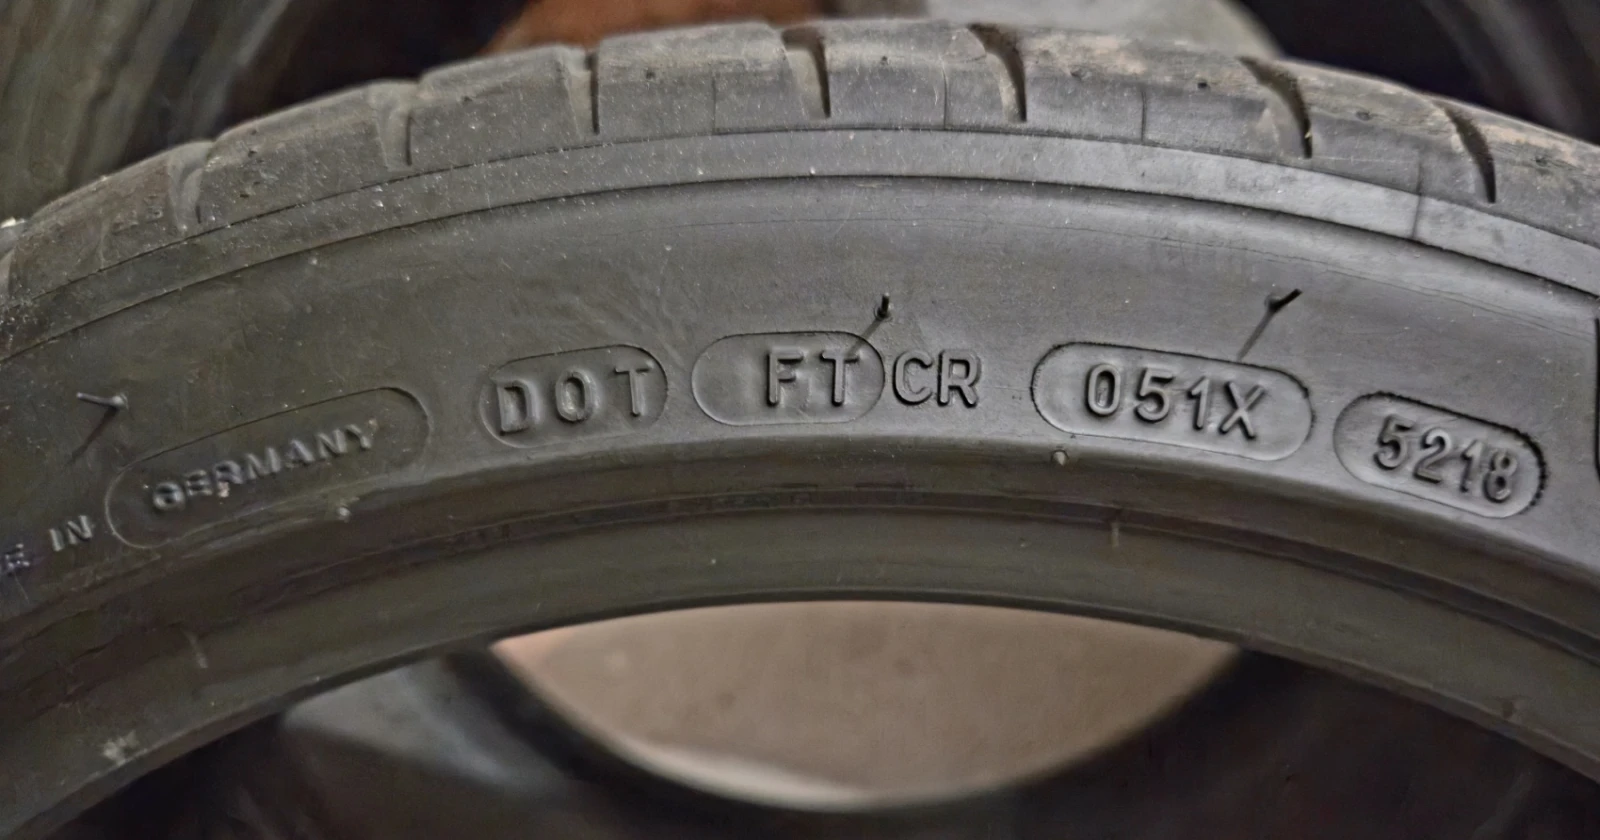 IN GERMANY DOT FT CR 051X 5218